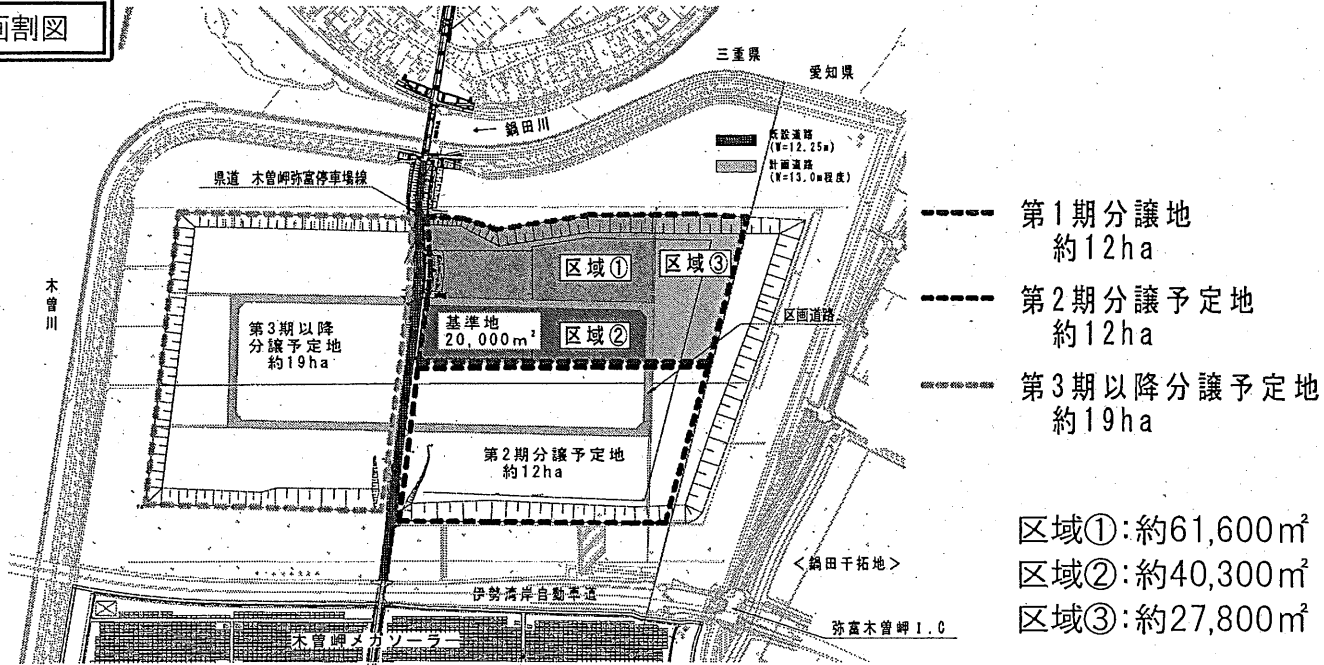 画割図
三重県
愛知県
← 鍋田川
既設道路
(W=12.25m)
計画道路
(W=13.0m程度)
県道 木曽岬弥富停車場線
木曽川
区域①
区域③
区域②
基準地
20,000㎡
区画道路
第3期以降
分譲予定地
約19ha
第2期分譲予定地
約12ha
<鍋田干拓地>
伊勢湾岸自動車道
弥富木曽岬I.C
木曽岬メガソーラー
第1期分譲地
約12ha
第2期分譲予定地
約12ha
第3期以降分譲予定地
約19ha
区域①:約61,600㎡
区域②:約40,300㎡
区域③:約27,800㎡